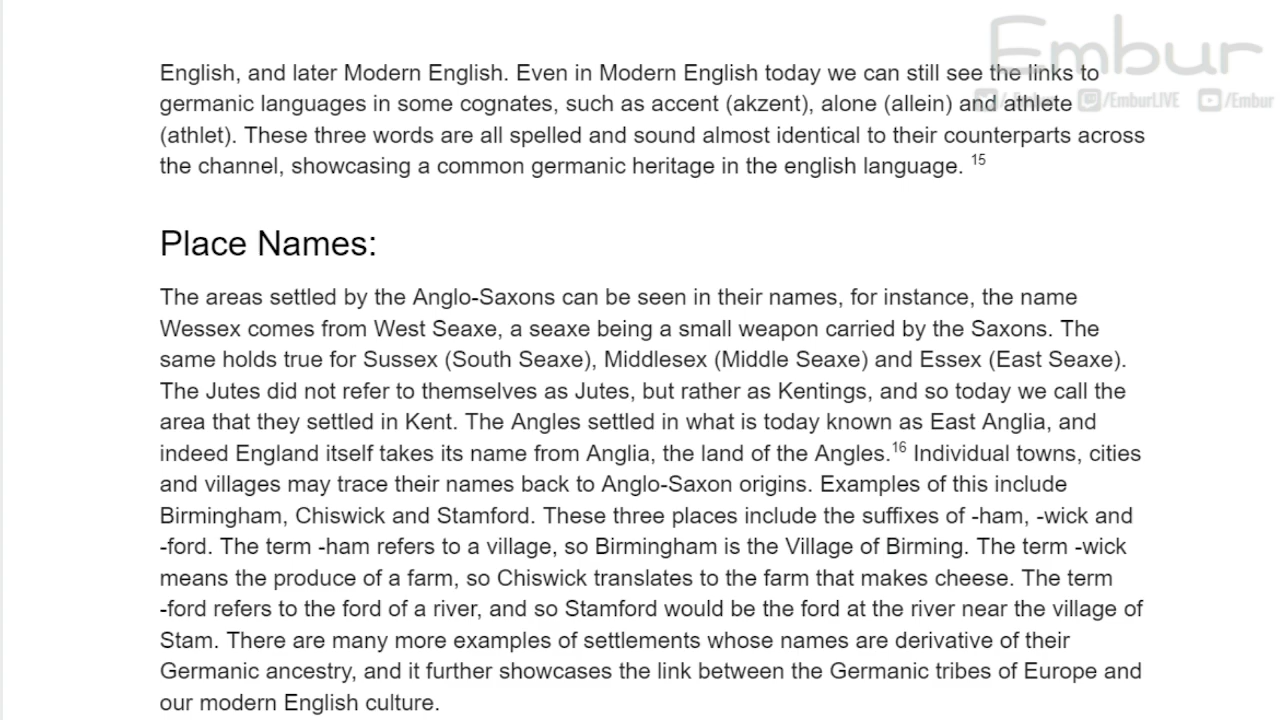 Embur
English, and later Modern English. Even in Modern English today we can still see the links to
germanic languages in some cognates, such as accent (akzent), alone (allein) and athlete
/EmburLIVE /Embur
(athlet). These three words are all spelled and sound almost identical to their counterparts across
the channel, showcasing a common germanic heritage in the english language. 15
Place Names:
The areas settled by the Anglo-Saxons can be seen in their names, for instance, the name
Wessex comes from West Seaxe, a seaxe being a small weapon carried by the Saxons. The
same holds true for Sussex (South Seaxe), Middlesex (Middle Seaxe) and Essex (East Seaxe).
The Jutes did not refer to themselves as Jutes, but rather as Kentings, and so today we call the
area that they settled in Kent. The Angles settled in what is today known as East Anglia, and
indeed England itself takes its name from Anglia, the land of the Angles.16 Individual towns, cities
and villages may trace their names back to Anglo-Saxon origins. Examples of this include
Birmingham, Chiswick and Stamford. These three places include the suffixes of -ham, -wick and
-ford. The term -ham refers to a village, so Birmingham is the Village of Birming. The term -wick
means the produce of a farm, so Chiswick translates to the farm that makes cheese. The term
-ford refers to the ford of a river, and so Stamford would be the ford at the river near the village of
Stam. There are many more examples of settlements whose names are derivative of their
Germanic ancestry, and it further showcases the link between the Germanic tribes of Europe and
our modern English culture.